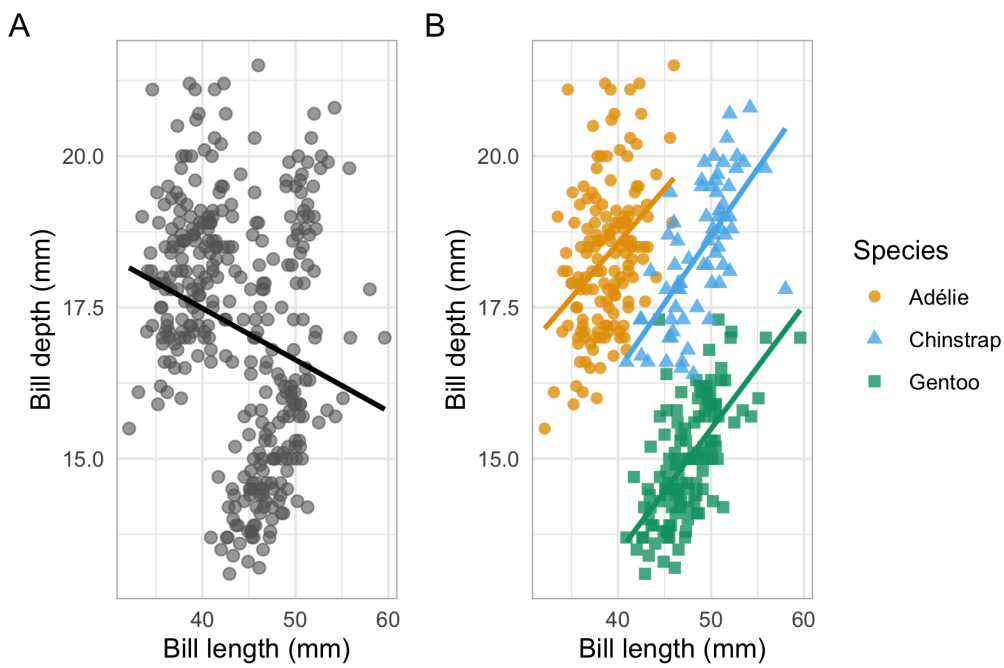 A
B
Bill depth (mm)
20.0
17.5
15.0
40
50
60
Bill length (mm)
Bill depth (mm)
20.0
17.5
15.0
40
50
60
Bill length (mm)
Species
Adélie
Chinstrap
Gentoo